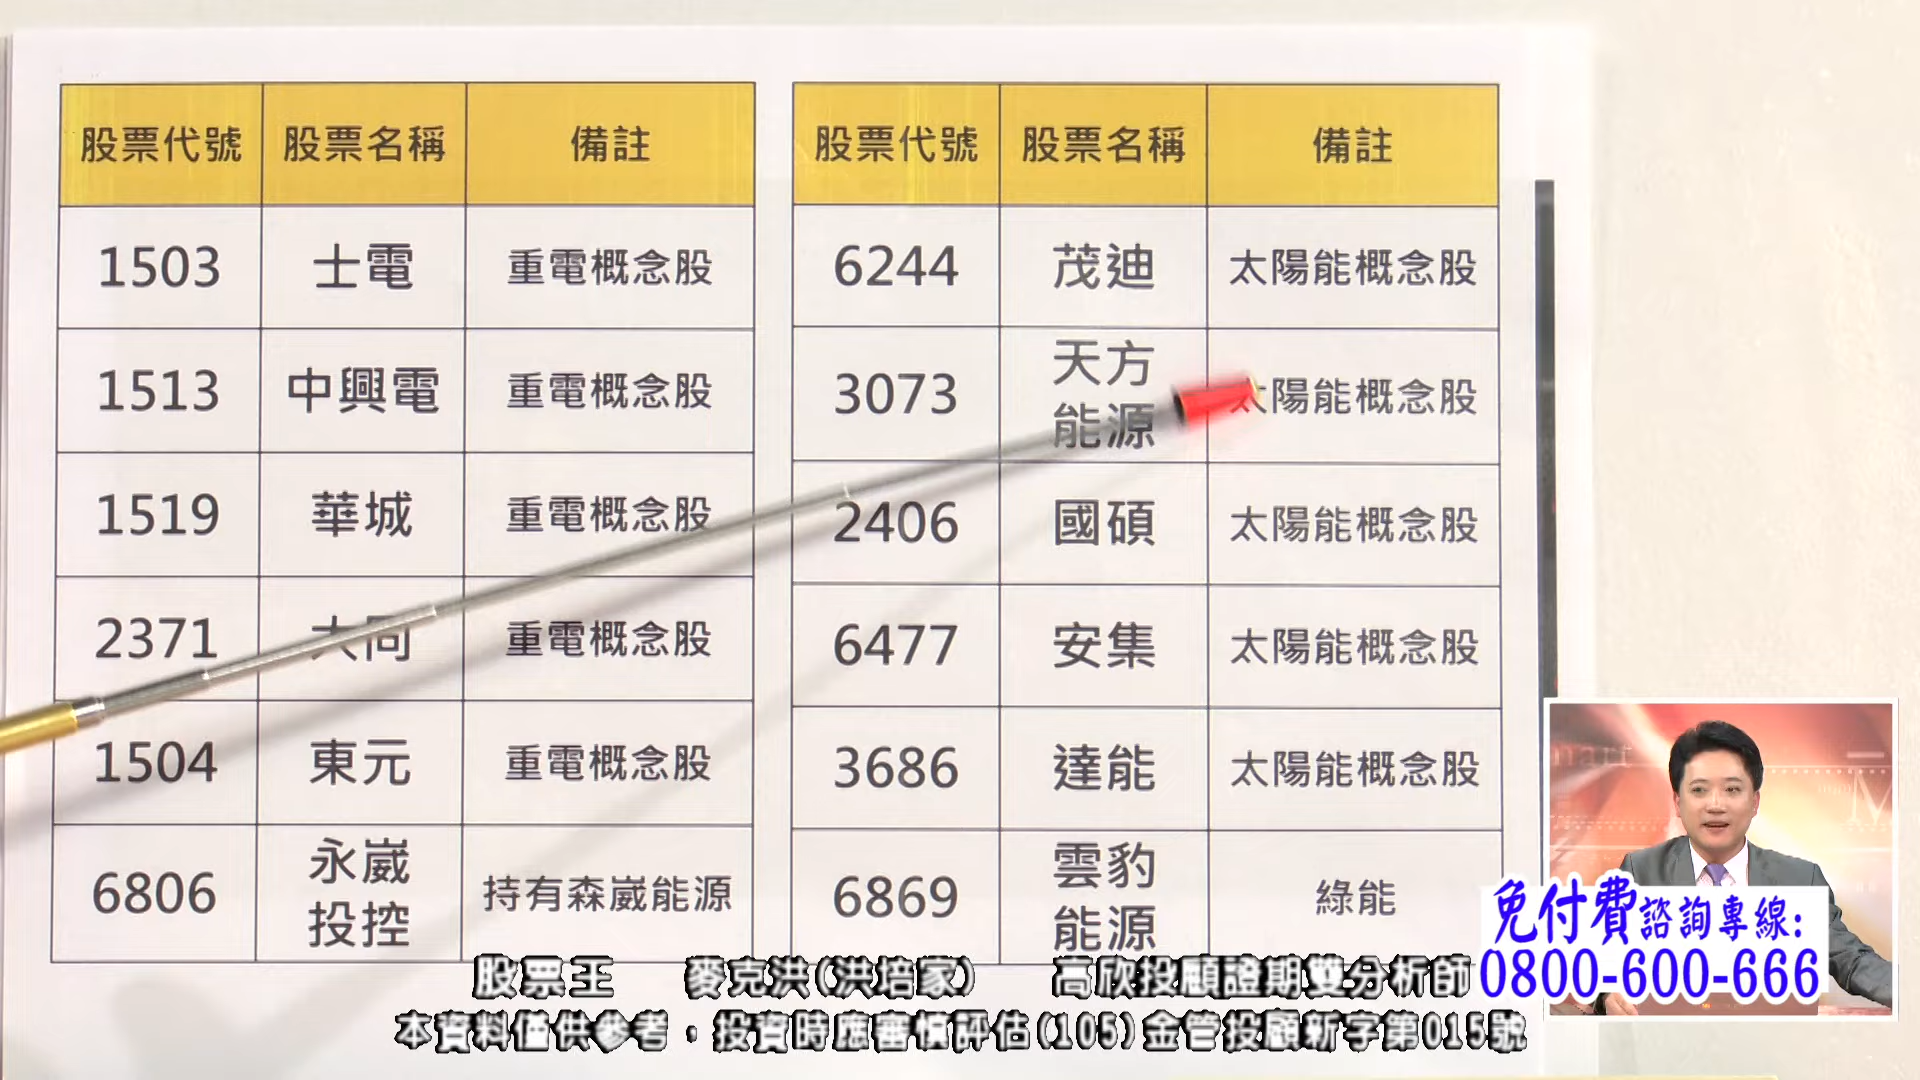 股票代號 股票名稱 備註
1503 士電 重電概念股
1513 中興電 重電概念股
1519 華城 重電概念股
2371 大同 重電概念股
1504 東元 重電概念股
6806 永崴投控 持有森崴能源
股票代號 股票名稱 備註
6244 茂迪 太陽能概念股
3073 天方能源 太陽能概念股
2406 國碩 太陽能概念股
6477 安集 太陽能概念股
3686 達能 太陽能概念股
6869 雲豹能源 綠能
免付費諮詢專線:
0800-600-666
股票王 麥克洪(洪培家) 高欣投顧證期雙分析師
本資料僅供參考，投資時應審慎評估(105)金管投顧新字第015號